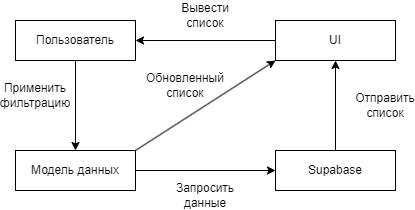 Вывести
список
Пользователь
UI
Применить
фильтрацию
Обновленный
список
Отправить
список
Модель данных
Supabase
Запросить
данные